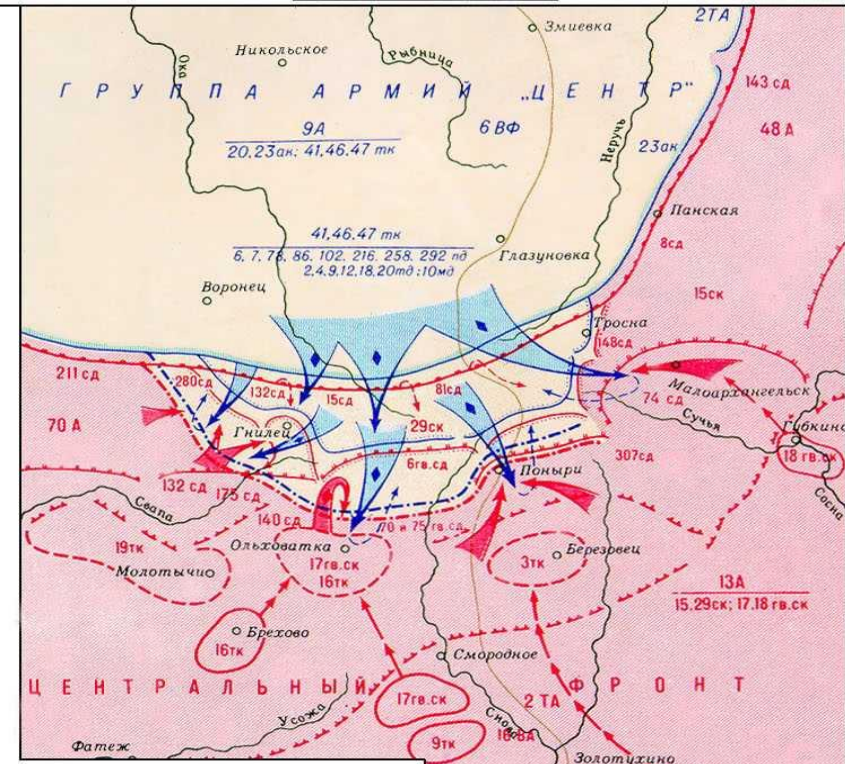 2ТА
Змиевка
Никольское
Рыбница
Ока
143 сд
ГРУППА АРМИЙ „ЦЕНТР"
9А
6 ВФ
48 А
20.23ак; 41,46.47 тк
Неручь
23ак
Панская
41,46.47 тк
8сд
6. 7, 78, 86. 102. 216. 258. 292 пд
Глазуновка
2,4.9,12,18,20тд;10мд
Воронец
15ск
Тросна
148сд
211 сд
280сд
132сд
15сд
81сд
74 сд
Малоархангельск
70 А
Гнилец
29ск
Сучья
Губкино
18 гв.ск
6гв.сд
307сд
132 сд
175 сд
Поныри
Свапа
Сосна
140 сд
70 и 75 гв.сд
19тк
Ольховатка
Молотычи
17гв.ск
16тк
3тк
Березовец
13А
15.29ск; 17.18 гв.ск
Брехово
16тк
Смородное
ЦЕНТРАЛЬНЫЙ ФРОНТ
17гв.ск
2 ТА
Усожа
Снова
16 ВА
9тк
Фатеж
Золотухино